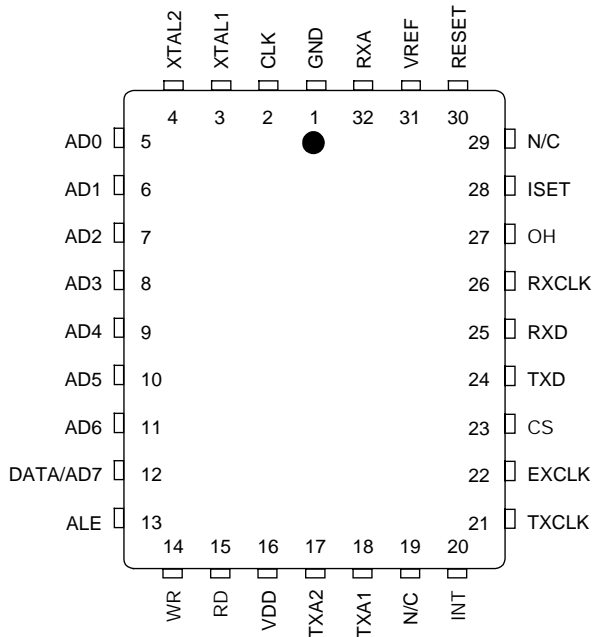 XTAL2 XTAL1 CLK GND RXA VREF RESET
4 3 2 1 32 31 30
AD0 5 29 N/C
AD1 6 28 ISET
AD2 7 27 OH
AD3 8 26 RXCLK
AD4 9 25 RXD
AD5 10 24 TXD
AD6 11 23 CS
DATA/AD7 12 22 EXCLK
ALE 13 21 TXCLK
14 15 16 17 18 19 20
WR RD VDD TXA2 TXA1 N/C INT